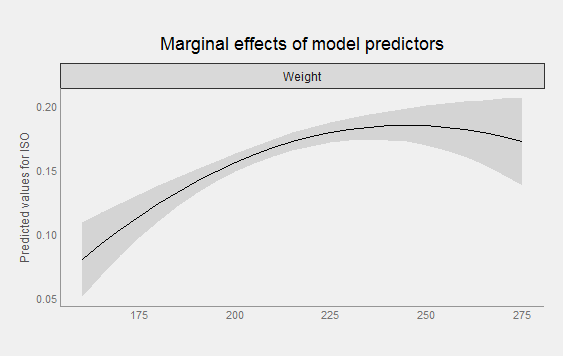 Marginal effects of model predictors
Weight
Predicted values for ISO
0.20
0.15
0.10
0.05
175 200 225 250 275